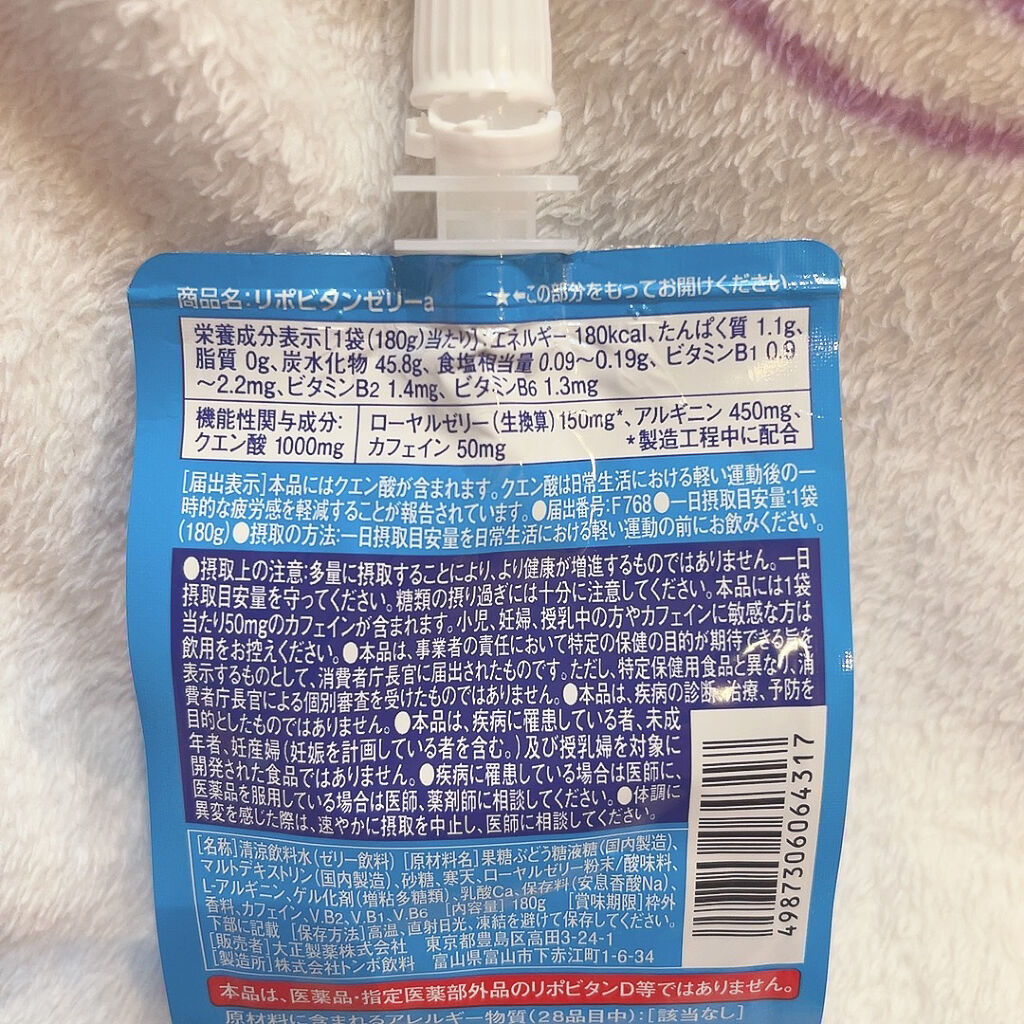 商品名:リポビタンゼリーa
★←この部分をもってお開けください。
栄養成分表示[1袋(180g)当たり]:エネルギー 180kcal、たんぱく質 1.1g、
脂質 0g、炭水化物 45.8g、食塩相当量 0.09〜0.19g、ビタミンB1 0.9
〜2.2mg、ビタミンB2 1.4mg、ビタミンB6 1.3mg
機能性関与成分:
クエン酸 1000mg
ローヤルゼリー(生換算)150mg*、アルギニン 450mg、
カフェイン 50mg
*製造工程中に配合
[届出表示]本品にはクエン酸が含まれます。クエン酸は日常生活における軽い運動後の一
時的な疲労感を軽減することが報告されています。●届出番号:F768●一日摂取目安量:1袋
(180g)●摂取の方法:一日摂取目安量を日常生活における軽い運動の前にお飲みください。
●摂取上の注意:多量に摂取することにより、より健康が増進するものではありません。一日
摂取目安量を守ってください。糖類の摂り過ぎには十分に注意してください。本品には1袋
当たり50mgのカフェインが含まれます。小児、妊婦、授乳中の方やカフェインに敏感な方は
飲用をお控えください。●本品は、事業者の責任において特定の保健の目的が期待できる旨を
表示するものとして、消費者庁長官に届出されたものです。ただし、特定保健用食品と異なり、消
費者庁長官による個別審査を受けたものではありません。●本品は、疾病の診断、治療、予防を
目的としたものではありません。●本品は、疾病に罹患している者、未成
年者、妊産婦(妊娠を計画している者を含む。)及び授乳婦を対象に
開発された食品ではありません。●疾病に罹患している場合は医師に、
医薬品を服用している場合は医師、薬剤師に相談してください。●体調に
異変を感じた際は、速やかに摂取を中止し、医師に相談してください。
[名称]清涼飲料水(ゼリー飲料) [原材料名]果糖ぶどう糖液糖(国内製造)、
マルトデキストリン(国内製造)、砂糖、寒天、ローヤルゼリー粉末/酸味料、
L-アルギニン、ゲル化剤(増粘多糖類)、乳酸Ca、保存料(安息香酸Na)、
香料、カフェイン、V.B2、V.B1、V.B6 [内容量]180g [賞味期限]枠外
下部に記載 [保存方法]高温、直射日光、凍結を避けて保存してください。
[販売者]大正製薬株式会社 東京都豊島区高田3-24-1
[製造所]株式会社トンボ飲料 富山県富山市下赤江町1-6-34
4987306064317
本品は、医薬品・指定医薬部外品のリポビタンD等ではありません。
原材料に含まれるアレルギー物質(28品目中):[該当なし]